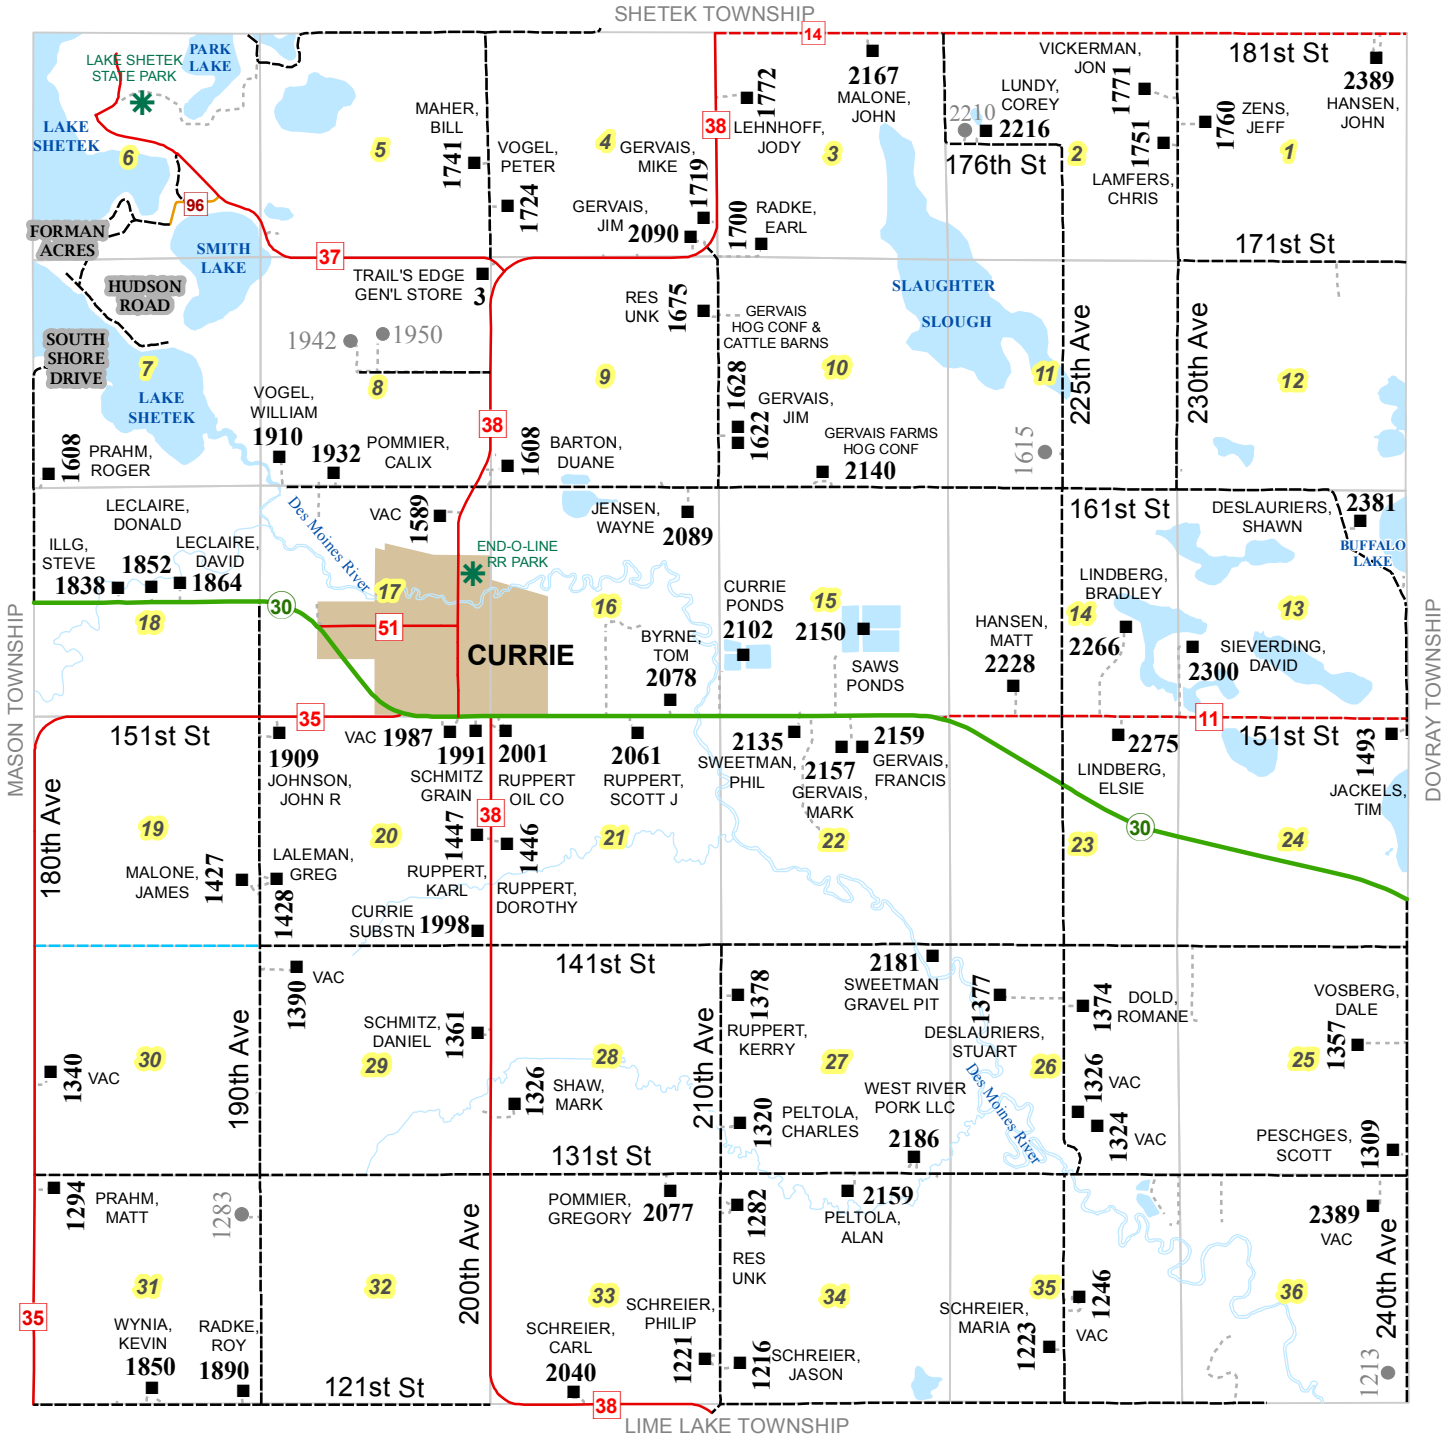 SHETEK TOWNSHIP
14
PARK
LAKE
LAKE SHETEK
STATE PARK
LAKE
SHETEK
6
96
FORMAN
ACRES
SMITH
LAKE
HUDSON
ROAD
37
SOUTH
SHORE
DRIVE
7
LAKE
SHETEK
5
MAHER,
BILL
1741
VOGEL,
PETER
1724
4
GERVAIS,
MIKE
1719
GERVAIS,
JIM
2090
38
1772
LEHNHOFF,
JODY
3
2167
MALONE,
JOHN
1700
RADKE,
EARL
2210
LUNDY,
COREY
2216
176th St
2
VICKERMAN,
JON
1771
1751
LAMFERS,
CHRIS
1760
ZENS,
JEFF
1
181st St
2389
HANSEN,
JOHN
171st St
TRAIL'S EDGE
GEN'L STORE
3
1942
1950
8
VOGEL,
WILLIAM
1910
1932
POMMIER,
CALIX
38
RES
UNK
1675
9
1608
BARTON,
DUANE
GERVAIS
HOG CONF &
CATTLE BARNS
10
1628
1622
GERVAIS,
JIM
GERVAIS FARMS
HOG CONF
2140
SLAUGHTER
SLOUGH
11
225th Ave
1615
230th Ave
12
1608
PRAHM,
ROGER
LECLAIRE,
DONALD
LECLAIRE,
DAVID
ILLG,
STEVE
1852
1838
1864
18
30
Des Moines River
VAC
1589
17
51
END-O-LINE
RR PARK
CURRIE
JENSEN,
WAYNE
2089
16
BYRNE,
TOM
2078
CURRIE
PONDS
2102
15
2150
SAWS
PONDS
HANSEN,
MATT
2228
161st St
LINDBERG,
BRADLEY
14
2266
DESLAURIERS,
SHAWN
2381
BUFFALO
LAKE
13
SIEVERDING,
DAVID
2300
MASON TOWNSHIP
DOVRAY TOWNSHIP
35
151st St
1909
JOHNSON,
JOHN R
VAC
1987
1991
SCHMITZ
GRAIN
2001
RUPPERT
OIL CO
2061
RUPPERT,
SCOTT J
2135
SWEETMAN,
PHIL
2157
GERVAIS,
MARK
2159
GERVAIS,
FRANCIS
2275
LINDBERG,
ELSIE
11
151st St
1493
JACKELS,
TIM
180th Ave
19
MALONE,
JAMES
1427
LALEMAN,
GREG
1428
20
38
1447
RUPPERT,
KARL
1446
RUPPERT,
DOROTHY
CURRIE
SUBSTN
1998
21
22
23
30
24
141st St
1390
VAC
190th Ave
SCHMITZ,
DANIEL
1361
29
30
1340
VAC
28
1326
SHAW,
MARK
210th Ave
1378
RUPPERT,
KERRY
2181
SWEETMAN
GRAVEL PIT
27
1320
PELTOLA,
CHARLES
WEST RIVER
PORK LLC
2186
1377
DESLAURIERS,
STUART
Des Moines River
26
1374
DOLD,
ROMANE
1326
VAC
1324
VAC
VOSBERG,
DALE
1357
25
PESCHGES,
SCOTT
1309
131st St
1294
PRAHM,
MATT
1283
31
35
WYNIA,
KEVIN
1850
RADKE,
ROY
1890
32
121st St
200th Ave
POMMIER,
GREGORY
2077
33
SCHREIER,
PHILIP
1221
SCHREIER,
CARL
2040
38
1282
RES
UNK
2159
PELTOLA,
ALAN
34
1216
SCHREIER,
JASON
SCHREIER,
MARIA
1223
35
1246
VAC
2389
VAC
36
240th Ave
1213
LIME LAKE TOWNSHIP